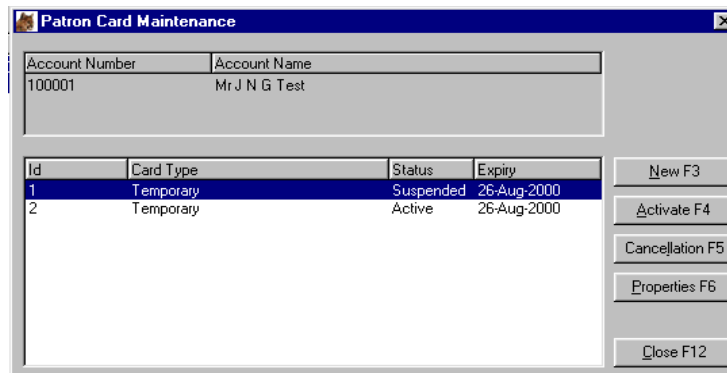 Patron Card Maintenance
Account Number Account Name
100001 Mr J N G Test
Id Card Type Status Expiry
1 Temporary Suspended 26-Aug-2000
2 Temporary Active 26-Aug-2000
New F3
Activate F4
Cancellation F5
Properties F6
Close F12